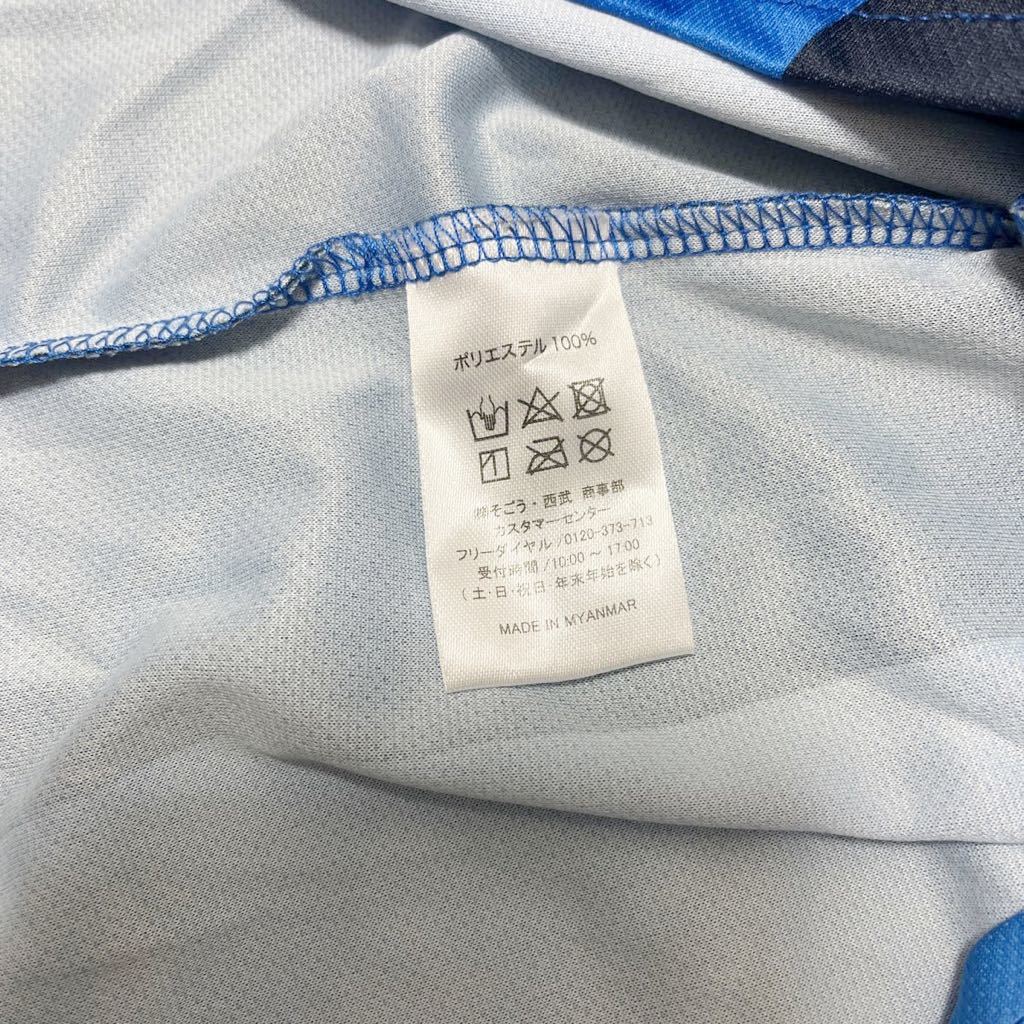 ポリエステル 100%
㈱そごう・西武 商事部
カスタマーセンター
フリーダイヤル/0120-373-713
受付時間/10:00～17:00
(土・日・祝日・年末年始を除く)
MADE IN MYANMAR